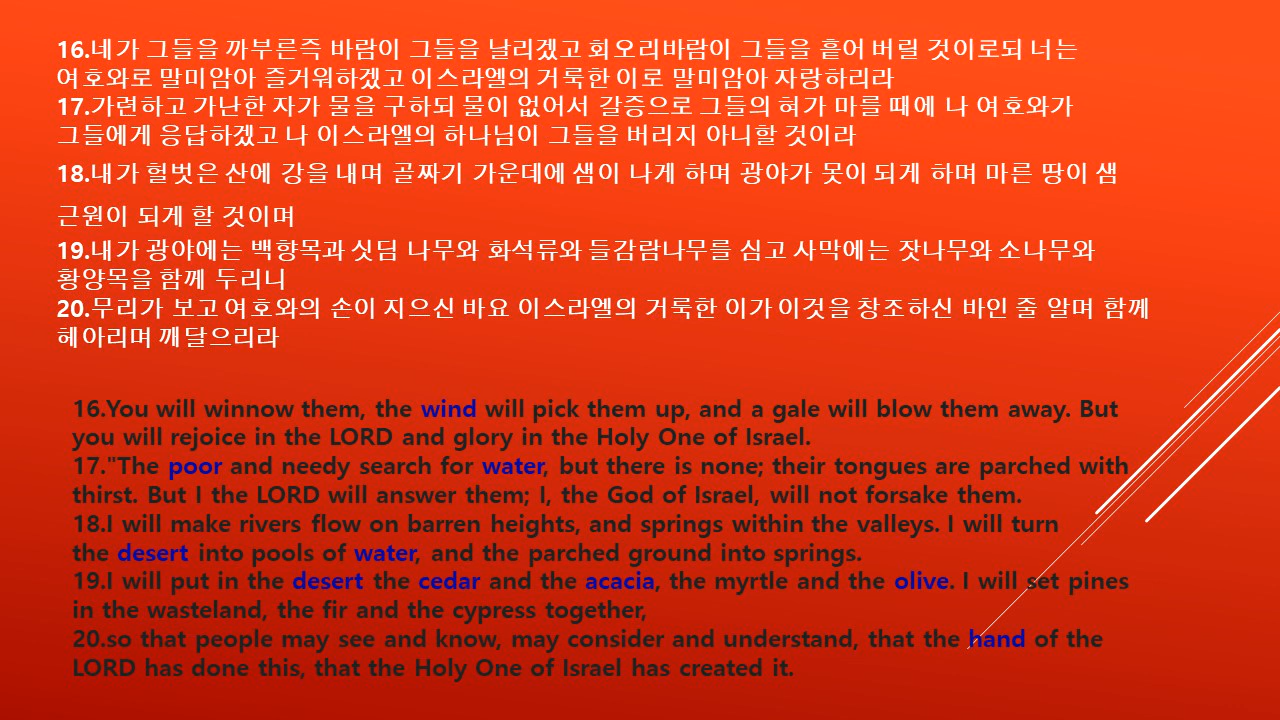 16.네가 그들을 까부른즉 바람이 그들을 날리겠고 회오리바람이 그들을 흩어 버릴 것이로되 너는
여호와로 말미암아 즐거워하겠고 이스라엘의 거룩한 이로 말미암아 자랑하리라
17.가련하고 가난한 자가 물을 구하되 물이 없어서 갈증으로 그들의 혀가 마를 때에 나 여호와가
그들에게 응답하겠고 나 이스라엘의 하나님이 그들을 버리지 아니할 것이라
18.내가 헐벗은 산에 강을 내며 골짜기 가운데에 샘이 나게 하며 광아가 못이 되게 하며 마른 땅이 샘
근원이 되게 할 것이며
19.내가 광야에는 백향목과 싯딤 나무와 화석류와 들감람나무를 심고 사막에는 잣나무와 소나무와
황양목을 함께 두리니
20.무리가 보고 여호와의 손이 지으신 바요 이스라엘의 거룩한 이가 이것을 창조하신 바인 줄 알며 함께
헤아리며 깨달으리라
16.You will winnow them, the wind will pick them up, and a gale will blow them away. But
you will rejoice in the LORD and glory in the Holy One of Israel.
17."The poor and needy search for water, but there is none; their tongues are parched with
thirst. But I the LORD will answer them; I, the God of Israel, will not forsake them.
18.I will make rivers flow on barren heights, and springs within the valleys. I will turn
the desert into pools of water, and the parched ground into springs.
19.I will put in the desert the cedar and the acacia, the myrtle and the olive. I will set pines
in the wasteland, the fir and the cypress together,
20.so that people may see and know, may consider and understand, that the hand of the
LORD has done this, that the Holy One of Israel has created it.